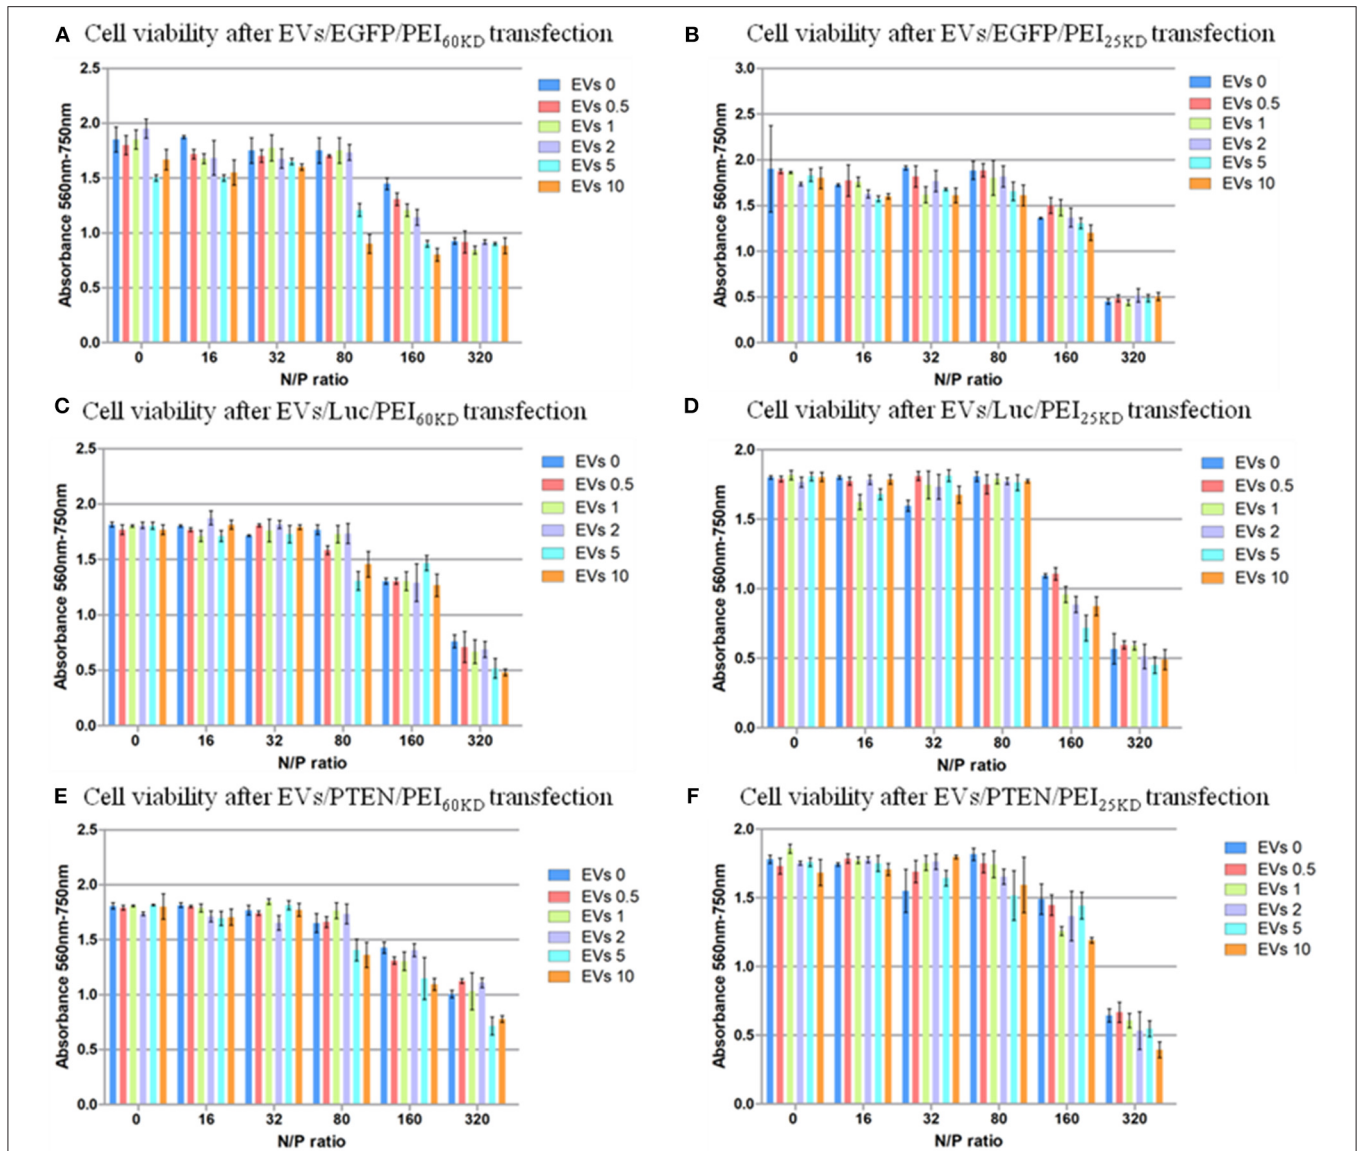 A Cell viability after EVs/EGFP/PEI60KD transfection
2.5
2.0
1.5
1.0
0.5
0.0
Absorbance 560nm-750nm
0 16 32 80 160 320
N/P ratio
EVs 0
EVs 0.5
EVs 1
EVs 2
EVs 5
EVs 10
B Cell viability after EVs/EGFP/PEI25KD transfection
3.0
2.5
2.0
1.5
1.0
0.5
0.0
Absorbance 560nm-750nm
0 16 32 80 160 320
N/P ratio
EVs 0
EVs 0.5
EVs 1
EVs 2
EVs 5
EVs 10
C Cell viability after EVs/Luc/PEI60KD transfection
2.5
2.0
1.5
1.0
0.5
0.0
Absorbance 560nm-750nm
0 16 32 80 160 320
N/P ratio
EVs 0
EVs 0.5
EVs 1
EVs 2
EVs 5
EVs 10
D Cell viability after EVs/Luc/PEI25KD transfection
2.0
1.5
1.0
0.5
0.0
Absorbance 560nm-750nm
0 16 32 80 160 320
N/P ratio
EVs 0
EVs 0.5
EVs 1
EVs 2
EVs 5
EVs 10
E Cell viability after EVs/PTEN/PEI60KD transfection
2.5
2.0
1.5
1.0
0.5
0.0
Absorbance 560nm-750nm
0 16 32 80 160 320
N/P ratio
EVs 0
EVs 0.5
EVs 1
EVs 2
EVs 5
EVs 10
F Cell viability after EVs/PTEN/PEI25KD transfection
2.0
1.5
1.0
0.5
0.0
Absorbance 560nm-750nm
0 16 32 80 160 320
N/P ratio
EVs 0
EVs 0.5
EVs 1
EVs 2
EVs 5
EVs 10